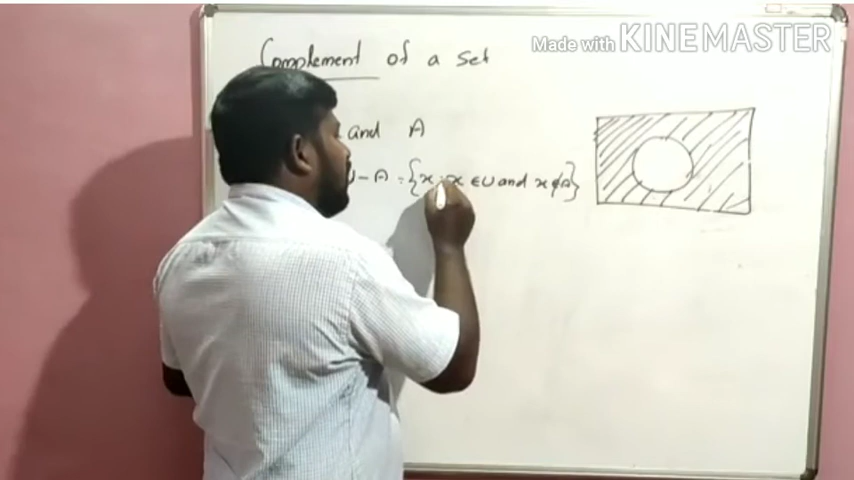 Made with KINEMASTER
Complement of a Set
and A
U - A = {x : x ∈ U and x ∉ A}